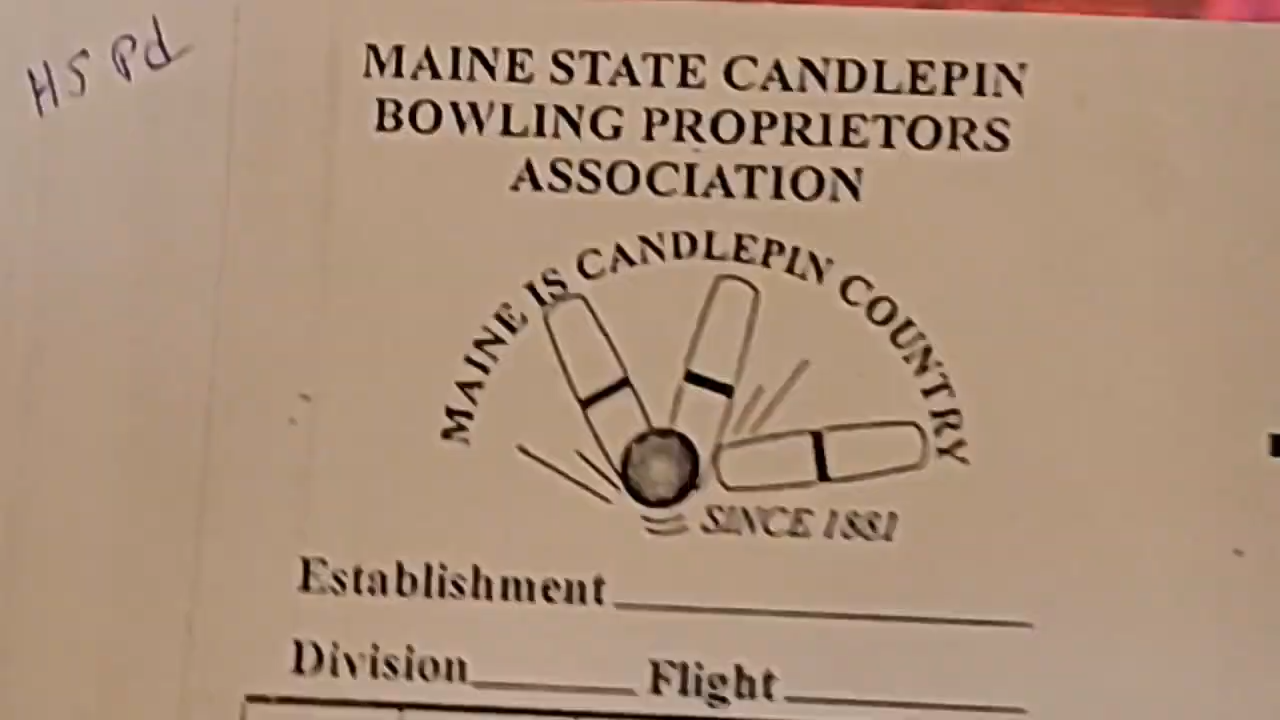 HS Pd
MAINE STATE CANDLEPIN
BOWLING PROPRIETORS
ASSOCIATION
MAINE IS CANDLEPIN COUNTRY
SINCE 1881
Establishment
Division Flight